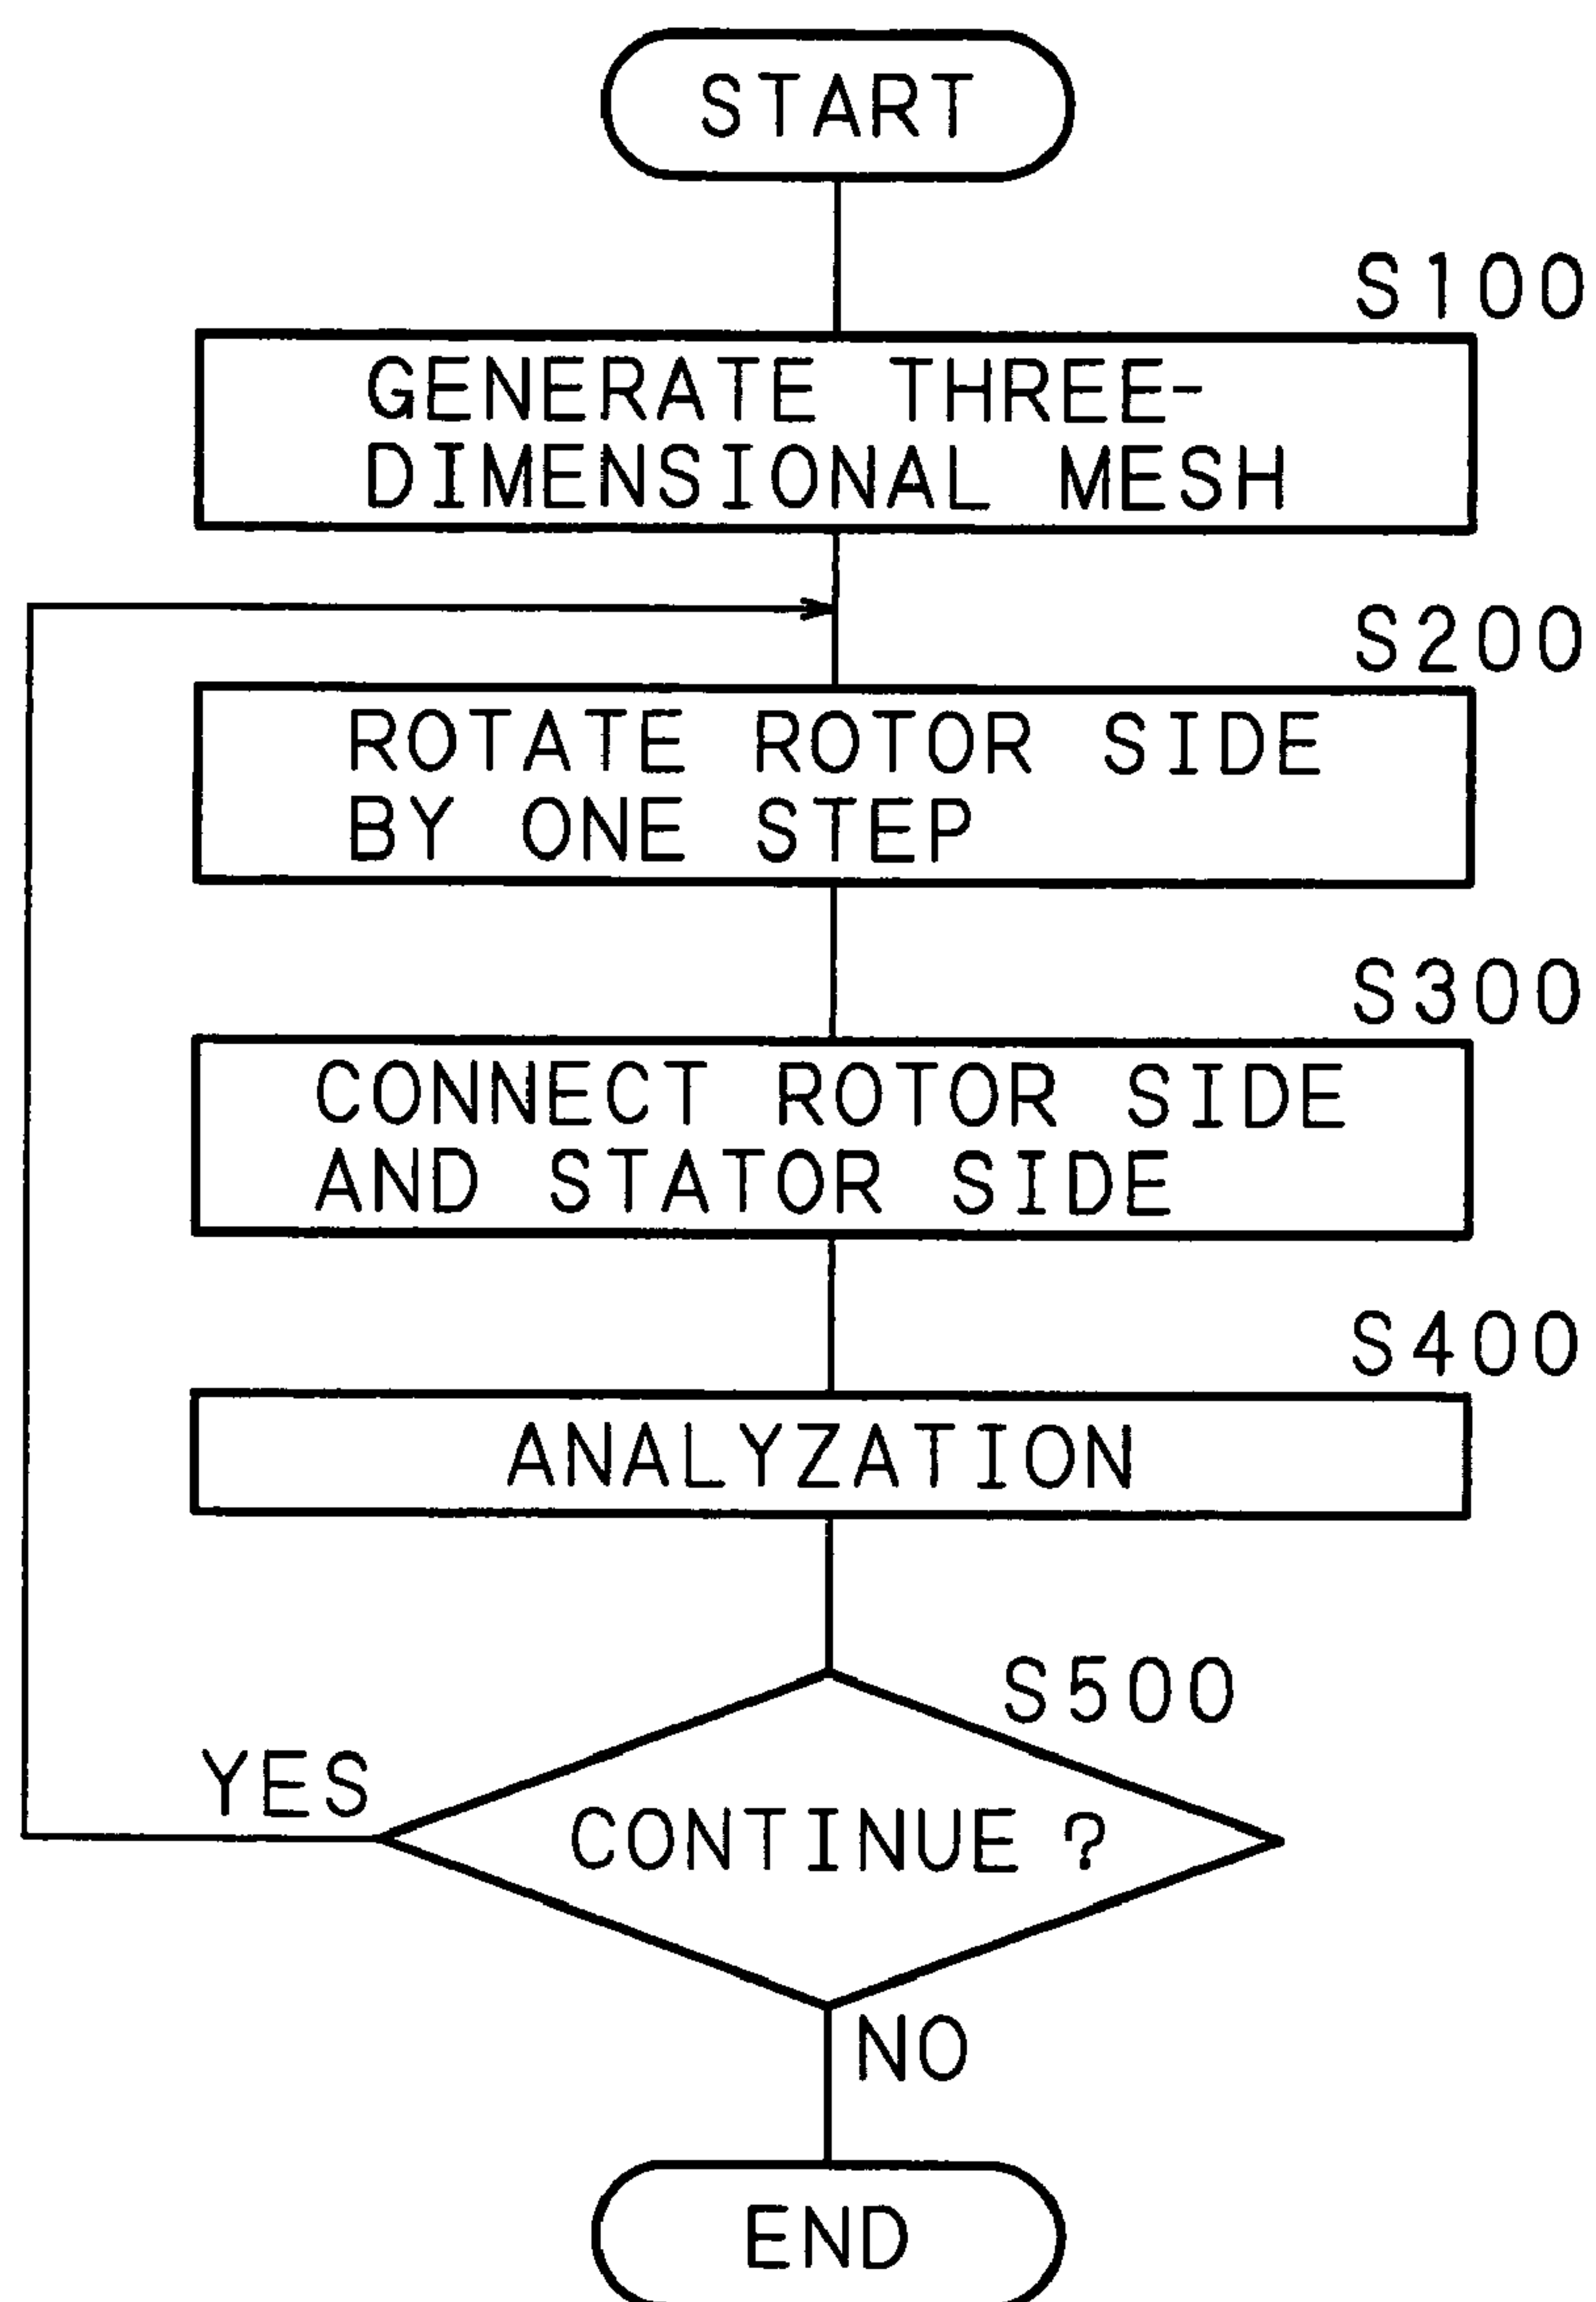 START
S100
GENERATE THREE-
DIMENSIONAL MESH
S200
ROTATE ROTOR SIDE
BY ONE STEP
S300
CONNECT ROTOR SIDE
AND STATOR SIDE
S400
ANALYZATION
S500
YES
CONTINUE ?
NO
END